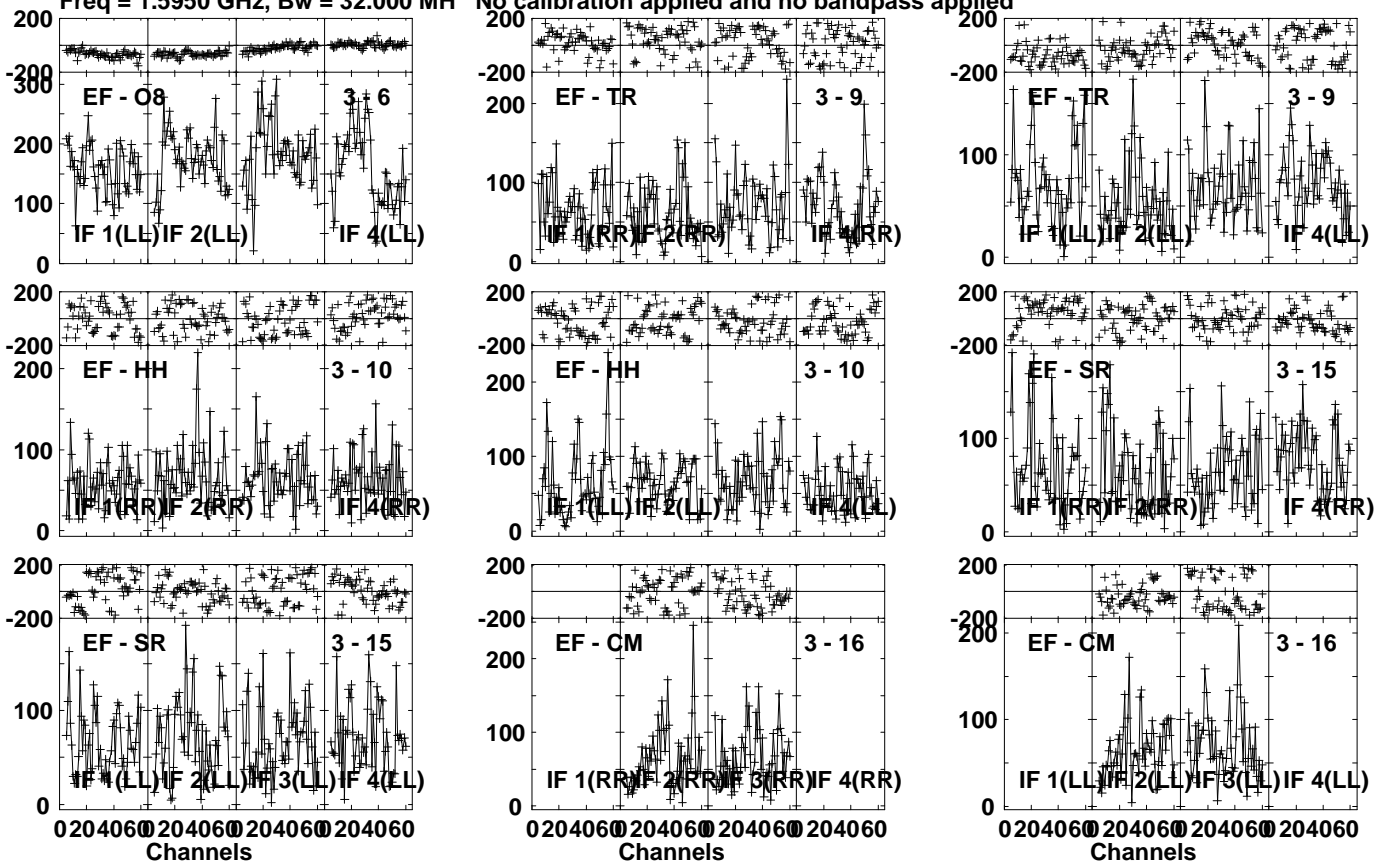 Freq = 1.5950 GHz, Bw = 32.000 MH No calibration applied and no bandpass applied
200
-200
300
200
100
0
EF - O8
3 - 6
IF 1(LL)
IF 2(LL)
IF 4(LL)
200
-200
200
100
0
EF - TR
3 - 9
IF 1(RR)
IF 2(RR)
IF 4(RR)
200
-200
100
0
EF - TR
3 - 9
IF 1(LL)
IF 2(LL)
IF 4(LL)
200
-200
200
100
0
EF - HH
3 - 10
IF 1(RR)
IF 2(RR)
IF 4(RR)
200
-200
200
100
0
EF - HH
3 - 10
IF 1(LL)
IF 2(LL)
IF 4(LL)
200
-200
100
0
EF - SR
3 - 15
IF 1(RR)
IF 2(RR)
IF 4(RR)
200
-200
100
0
EF - SR
3 - 15
IF 1(LL)
IF 2(LL)
IF 3(LL)
IF 4(LL)
0 20 40 60 0 20 40 60 0 20 40 60 0 20 40 60
Channels
200
-200
200
100
0
EF - CM
3 - 16
IF 1(RR)
IF 2(RR)
IF 3(RR)
IF 4(RR)
0 20 40 60 0 20 40 60 0 20 40 60 0 20 40 60
Channels
200
-200
200
100
0
EF - CM
3 - 16
IF 1(LL)
IF 2(LL)
IF 3(LL)
IF 4(LL)
0 20 40 60 0 20 40 60 0 20 40 60 0 20 40 60
Channels